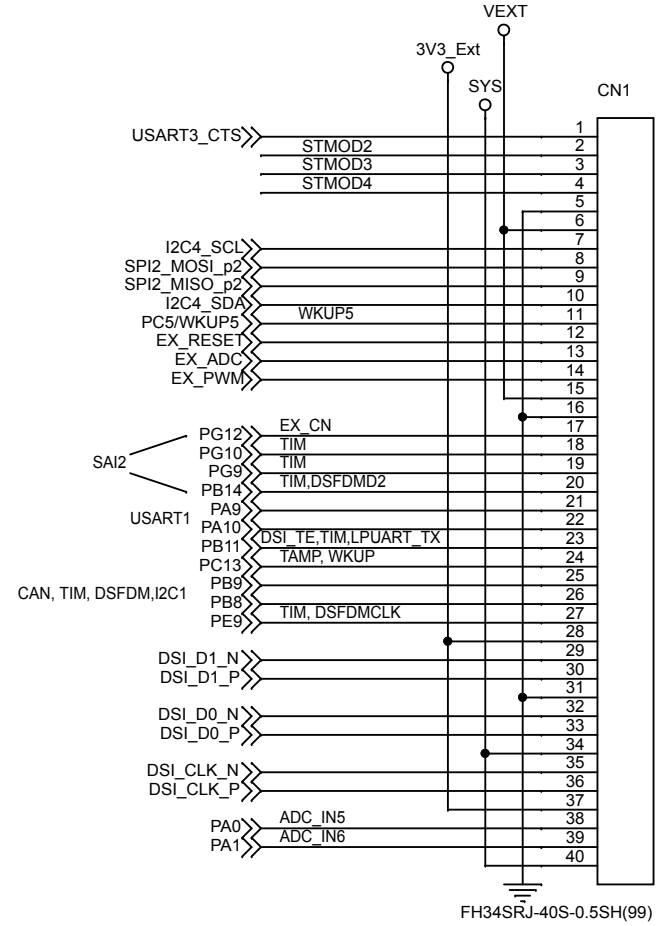 VEXT
3V3_Ext
SYS
CN1
USART3_CTS 1
STMOD2 2
STMOD3 3
STMOD4 4
5
6
I2C4_SCL 7
SPI2_MOSI_p2 8
SPI2_MISO_p2 9
I2C4_SDA 10
PC5/WKUP5 WKUP5 11
EX_RESET 12
EX_ADC 13
EX_PWM 14
15
16
PG12 EX_CN 17
PG10 TIM 18
SAI2
PG9 TIM 19
PB14 TIM,DSFDMD2 20
PA9 21
USART1
PA10 22
PB11 DSI_TE,TIM,LPUART_TX 23
PC13 TAMP, WKUP 24
PB9 25
CAN, TIM, DSFDM,I2C1
PB8 26
PE9 TIM, DSFDMCLK 27
28
DSI_D1_N 29
DSI_D1_P 30
31
DSI_D0_N 32
DSI_D0_P 33
34
DSI_CLK_N 35
DSI_CLK_P 36
37
PA0 ADC_IN5 38
PA1 ADC_IN6 39
40
FH34SRJ-40S-0.5SH(99)